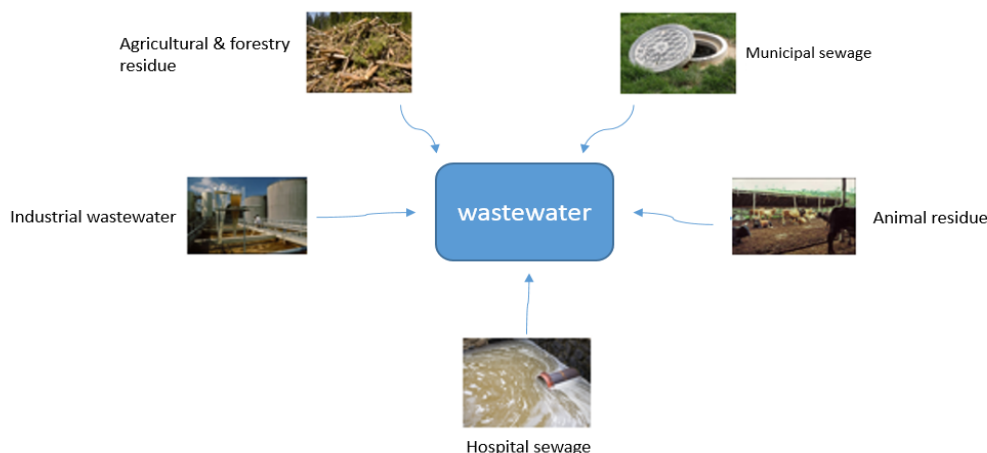 Agricultural & forestry
residue
Municipal sewage
Industrial wastewater
wastewater
Animal residue
Hospital sewage